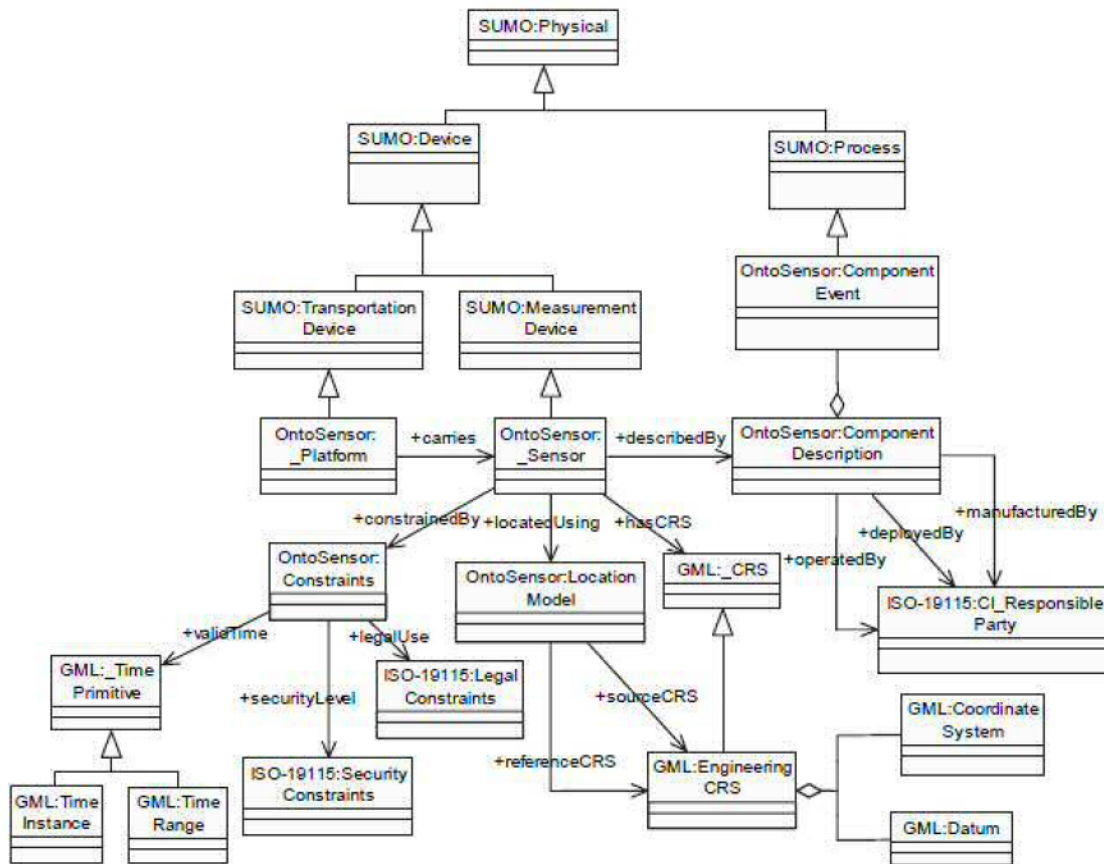 SUMO:Physical
SUMO:Device
SUMO:Process
OntoSensor:Component
Event
SUMO:Transportation
Device
SUMO:Measurement
Device
OntoSensor:
_Platform
+carries
OntoSensor:
_Sensor
+describedBy
OntoSensor:Component
Description
+constrainedBy
+locatedUsing
+hasCRS
+manufacturedBy
+deployedBy
+operatedBy
OntoSensor:
Constraints
OntoSensor:Location
Model
GML:_CRS
ISO-19115:CI_Responsible
Party
+validTime
+legalUse
GML:_Time
Primitive
ISO-19115:Legal
Constraints
+securityLevel
+sourceCRS
GML:Coordinate
System
+referenceCRS
ISO-19115:Security
Constraints
GML:Engineering
CRS
GML:Time
Instance
GML:Time
Range
GML:Datum